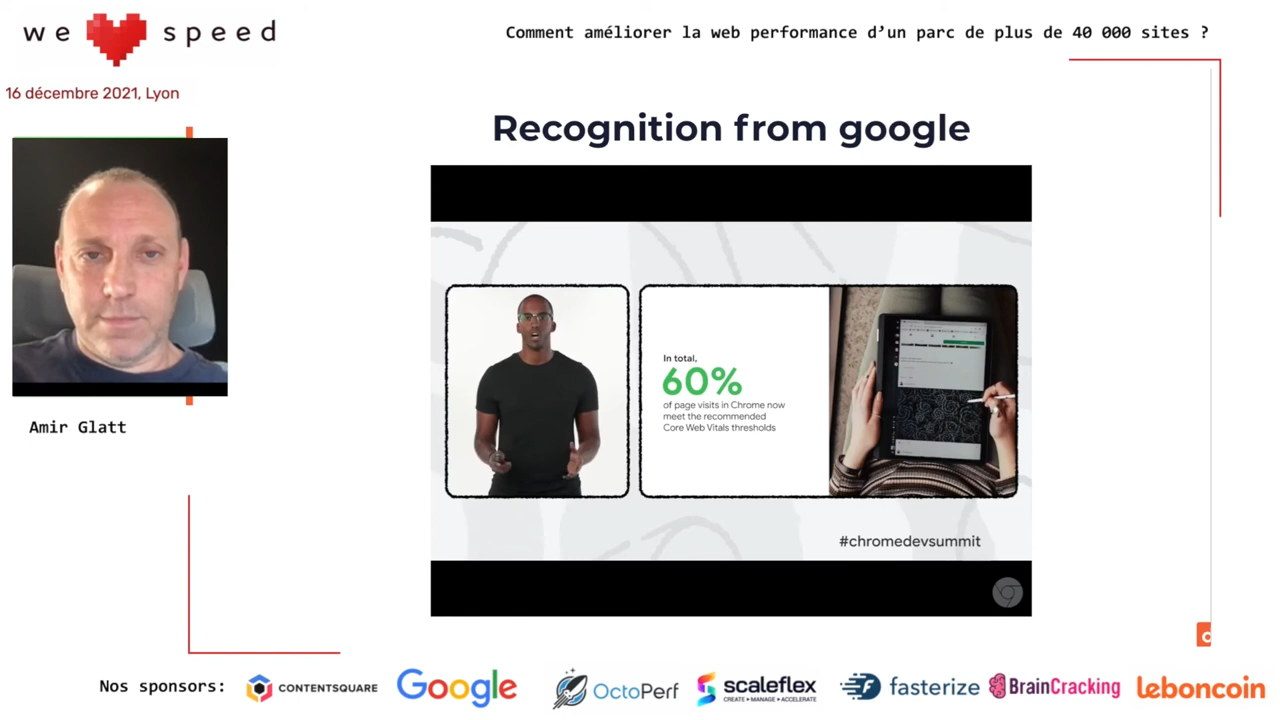 we speed
Comment améliorer la web performance d’un parc de plus de 40 000 sites ?
16 décembre 2021, Lyon
Recognition from google
In total,
60%
of page visits in Chrome now
meet the recommended
Core Web Vitals thresholds
Amir Glatt
#chromedevsummit
Nos sponsors:
CONTENTSQUARE
Google
OctoPerf
scaleflex
CREATE • MANAGE • ACCELERATE
fasterize
BrainCracking
leboncoin